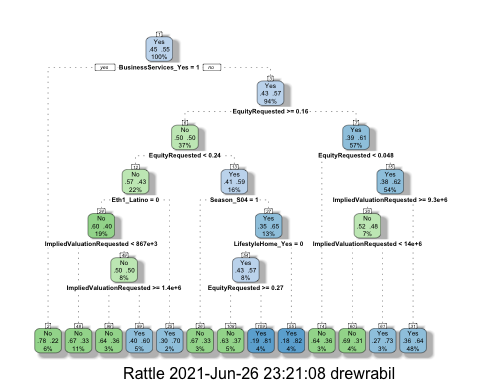 Yes
.45 .55
100%
yes BusinessServices_Yes = 1 no
Yes
.43 .57
94%
EquityRequested >= 0.16
No Yes
.50 .50 .39 .61
37% 57%
EquityRequested < 0.24 EquityRequested < 0.048
No Yes Yes
.57 .43 .41 .59 .38 .62
22% 16% 54%
Eth1_Latino = 0 Season_S04 = 1 ImpliedValuationRequested >= 9.3e+6
No Yes No
.60 .40 .35 .65 .52 .48
19% 13% 7%
ImpliedValuationRequested < 867e+3 LifestyleHome_Yes = 0 ImpliedValuationRequested < 14e+6
No Yes
.50 .50 .43 .57
8% 8%
ImpliedValuationRequested >= 1.4e+6 EquityRequested >= 0.27
No No No Yes Yes No No Yes Yes No No Yes Yes
.78 .22 .67 .33 .64 .36 .40 .60 .30 .70 .67 .33 .63 .37 .19 .81 .18 .82 .64 .36 .69 .31 .27 .73 .36 .64
6% 11% 3% 5% 2% 3% 5% 4% 4% 3% 4% 3% 48%
Rattle 2021-Jun-26 23:21:08 drewrabil